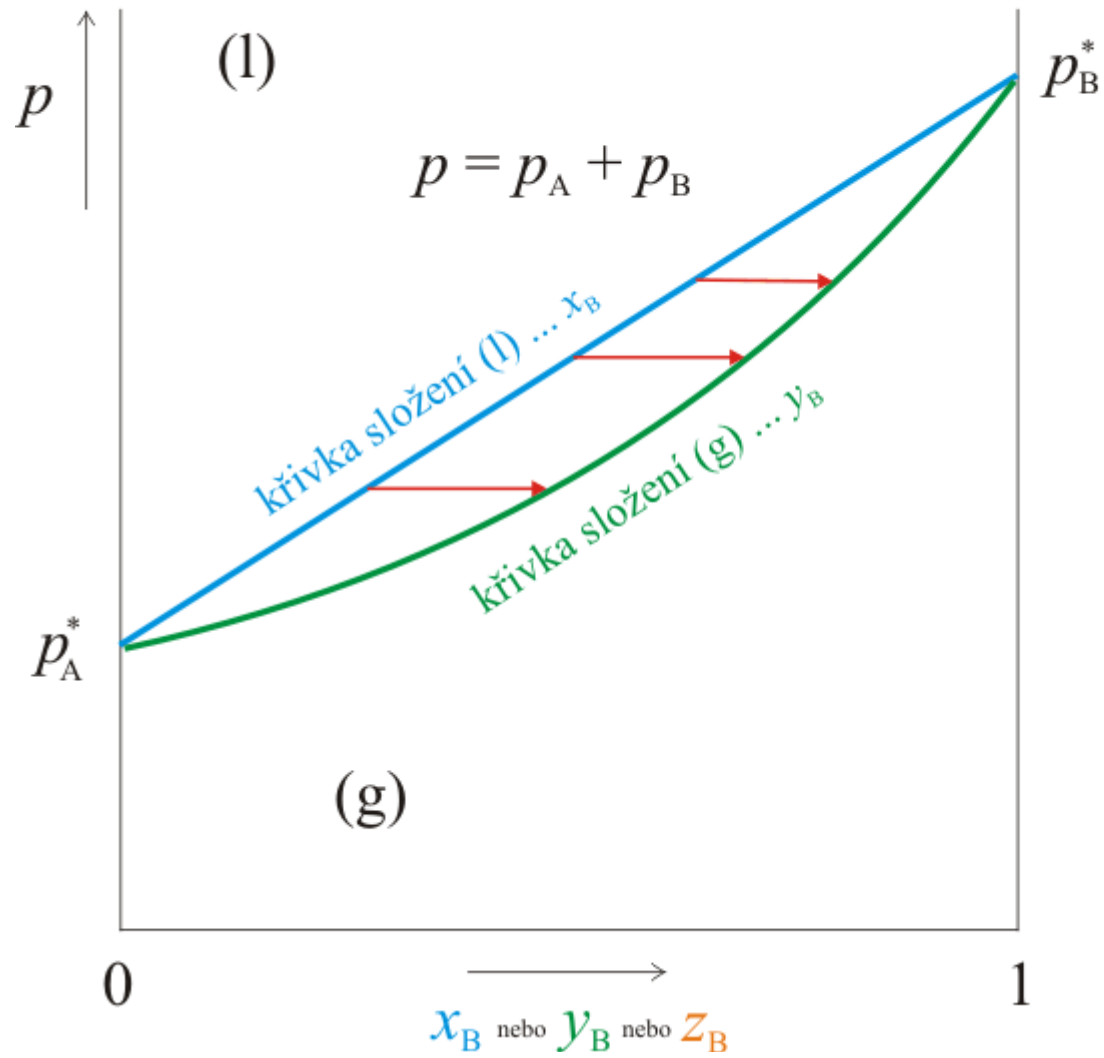 (l)
p
p*B
p = pA + pB
křivka složení (l) ... xB
křivka složení (g) ... yB
p*A
(g)
0
1
xB nebo yB nebo zB